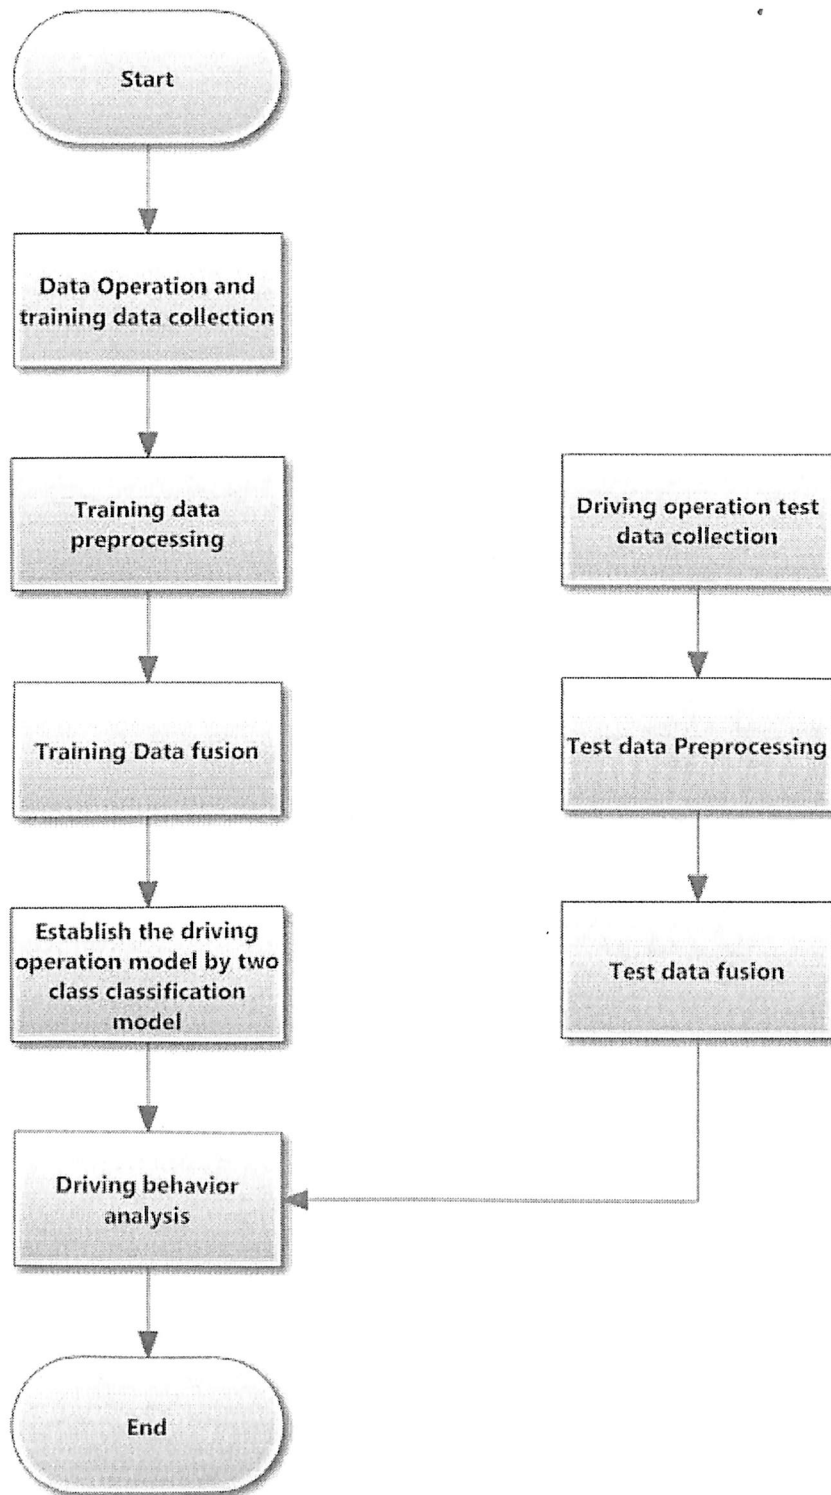 Start
Data Operation and
training data collection
Training data
preprocessing
Training Data fusion
Establish the driving
operation model by two
class classification
model
Driving behavior
analysis
End
Driving operation test
data collection
Test data Preprocessing
Test data fusion